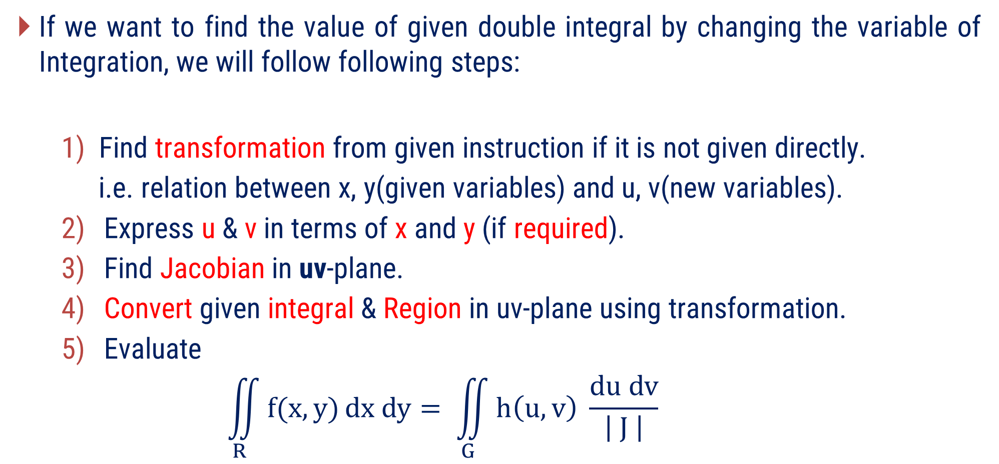 If we want to find the value of given double integral by changing the variable of
Integration, we will follow following steps:
1) Find transformation from given instruction if it is not given directly.
i.e. relation between x, y(given variables) and u, v(new variables).
2) Express u & v in terms of x and y (if required).
3) Find Jacobian in uv-plane.
4) Convert given integral & Region in uv-plane using transformation.
5) Evaluate
∬_R f(x, y) dx dy = ∬_G h(u, v) du dv / | J |